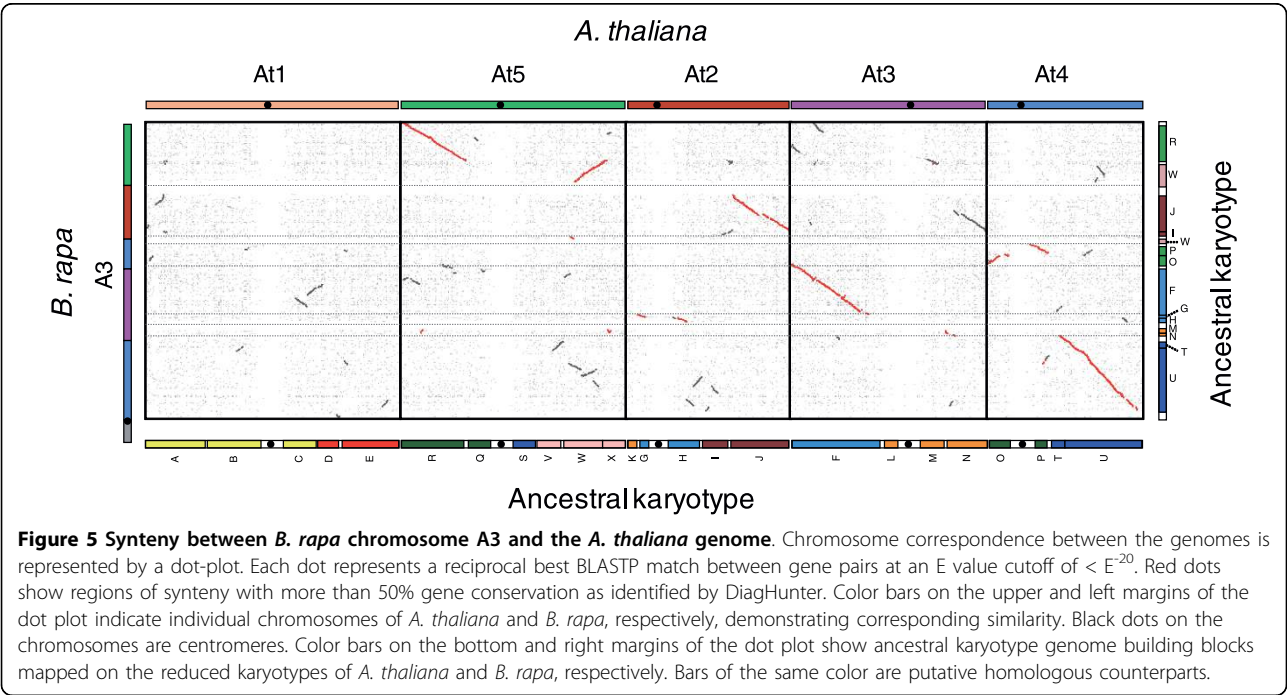 A. thaliana
At1 At5 At2 At3 At4
B. rapa
A3
R
W
J
I
W
P
O
F
G
H
M
N
T
U
Ancestral karyotype
A B C D E R Q S V W X K G H I J F L M N O P T U
Ancestral karyotype
Figure 5 Synteny between B. rapa chromosome A3 and the A. thaliana genome. Chromosome correspondence between the genomes is
represented by a dot-plot. Each dot represents a reciprocal best BLASTP match between gene pairs at an E value cutoff of < E-20. Red dots
show regions of synteny with more than 50% gene conservation as identified by DiagHunter. Color bars on the upper and left margins of the
dot plot indicate individual chromosomes of A. thaliana and B. rapa, respectively, demonstrating corresponding similarity. Black dots on the
chromosomes are centromeres. Color bars on the bottom and right margins of the dot plot show ancestral karyotype genome building blocks
mapped on the reduced karyotypes of A. thaliana and B. rapa, respectively. Bars of the same color are putative homologous counterparts.